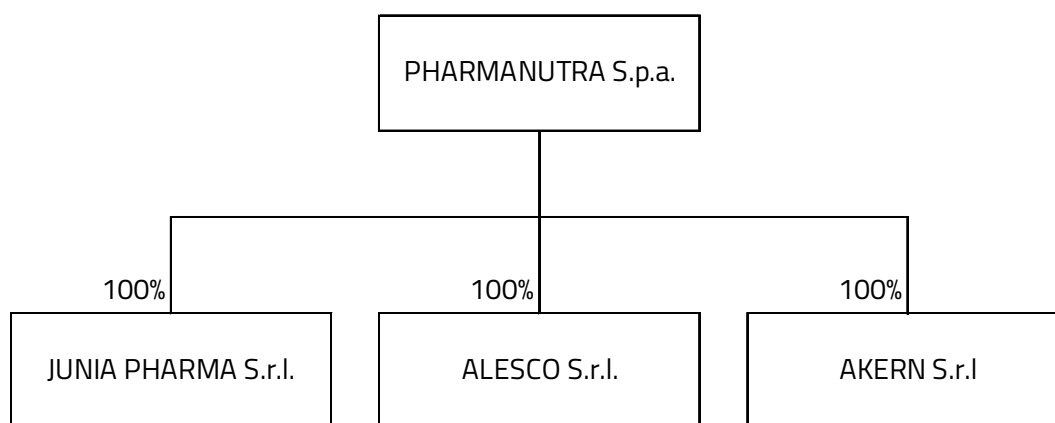 PHARMANUTRA S.p.a.
100%
100%
100%
JUNIA PHARMA S.r.l.
ALESCO S.r.l.
AKERN S.r.l